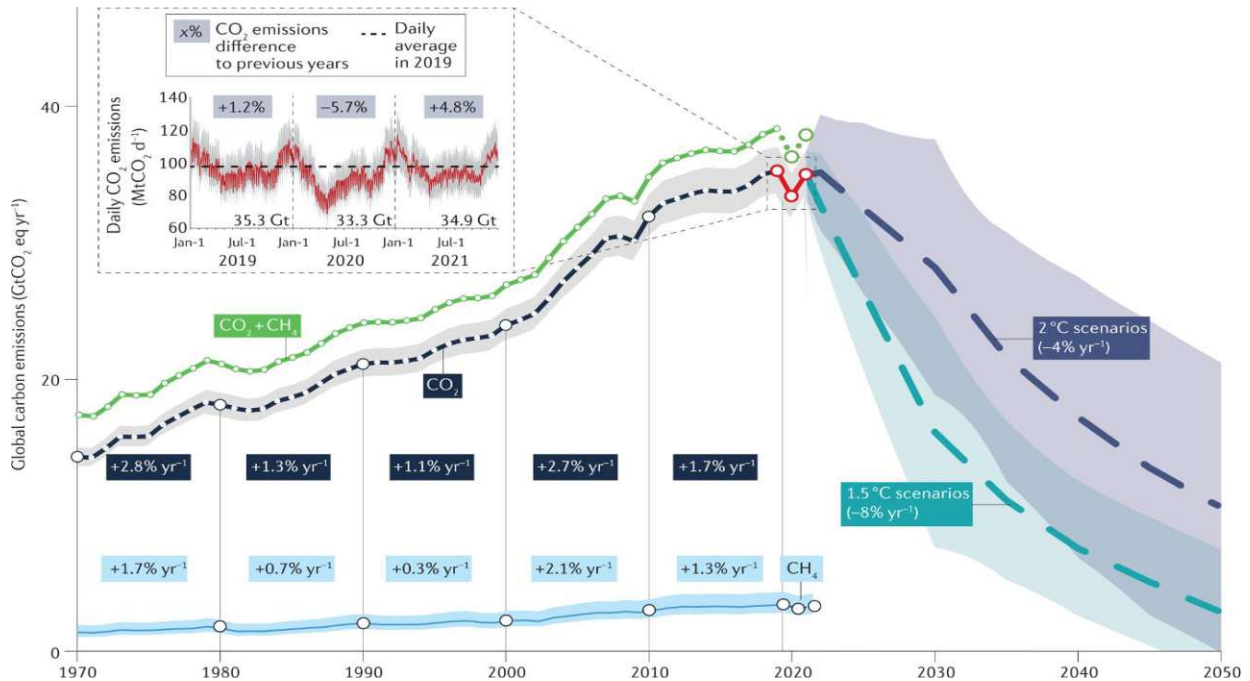 x%
CO₂ emissions
difference
to previous years
Daily
average
in 2019
Daily CO₂ emissions
(MtCO₂ d⁻¹)
140
120
100
80
60
+1.2%
−5.7%
+4.8%
35.3 Gt
33.3 Gt
34.9 Gt
Jan-1
Jul-1
Jan-1
Jul-1
Jan-1
Jul-1
2019
2020
2021
Global carbon emissions (GtCO₂ eq yr⁻¹)
40
20
0
CO₂ + CH₄
CO₂
2 °C scenarios
(−4% yr⁻¹)
1.5 °C scenarios
(−8% yr⁻¹)
+2.8% yr⁻¹
+1.3% yr⁻¹
+1.1% yr⁻¹
+2.7% yr⁻¹
+1.7% yr⁻¹
+1.7% yr⁻¹
+0.7% yr⁻¹
+0.3% yr⁻¹
+2.1% yr⁻¹
+1.3% yr⁻¹
CH₄
1970
1980
1990
2000
2010
2020
2030
2040
2050